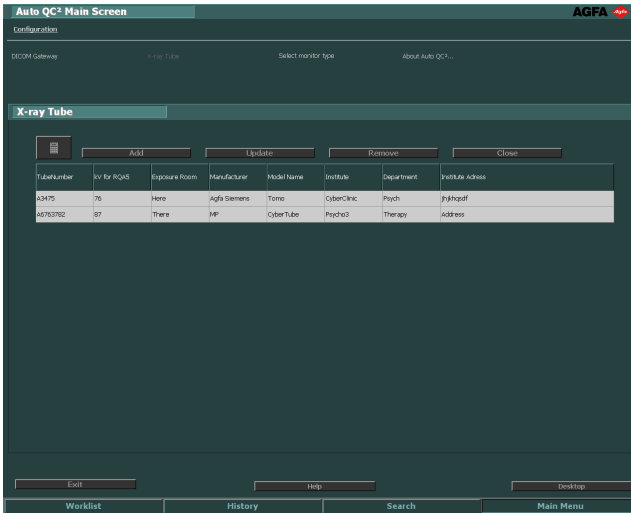 Auto QC² Main Screen
AGFA Agfa
Configuration
DICOM Gateway X-ray Tube Select monitor type About Auto QC²...
X-ray Tube
Add Update Remove Close
TubeNumber kV for RQA5 Exposure Room Manufacturer Model Name Institute Department Institute Adress
A3475 76 Here Agfa Siemens Tomo CyberClinic Psych jhjkhqsdf
A6763782 87 There MP CyberTube Psycho3 Therapy Address
Exit Help Desktop
Worklist History Search Main Menu